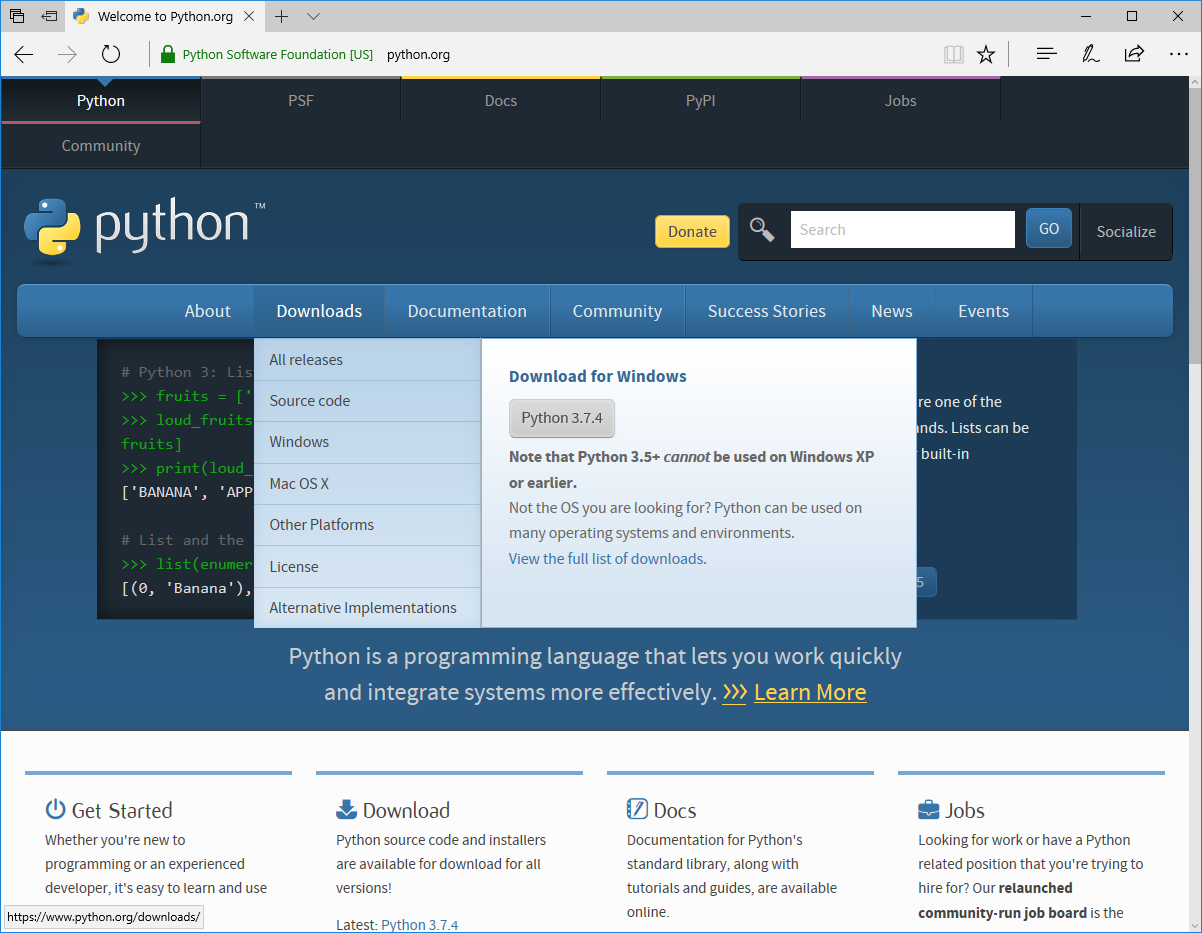 Welcome to Python.org
Python Software Foundation [US] python.org
Python PSF Docs PyPI Jobs
Community
python™
Donate Search GO Socialize
About Downloads Documentation Community Success Stories News Events
All releases
Source code
Windows
Mac OS X
Other Platforms
License
Alternative Implementations
Download for Windows
Python 3.7.4
Note that Python 3.5+ cannot be used on Windows XP
or earlier.
Not the OS you are looking for? Python can be used on
many operating systems and environments.
View the full list of downloads.
# Python 3: Lis
>>> fruits = ['
>>> loud_fruits
fruits]
>>> print(loud_
['BANANA', 'APP
# List and the
>>> list(enumer
[(0, 'Banana'),
re one of the
nds. Lists can be
built-in
5
Python is a programming language that lets you work quickly
and integrate systems more effectively. >>> Learn More
Get Started
Whether you're new to
programming or an experienced
developer, it's easy to learn and use
Download
Python source code and installers
are available for download for all
versions!
Latest: Python 3.7.4
Docs
Documentation for Python's
standard library, along with
tutorials and guides, are available
online.
Jobs
Looking for work or have a Python
related position that you're trying to
hire for? Our relaunched
community-run job board is the
https://www.python.org/downloads/